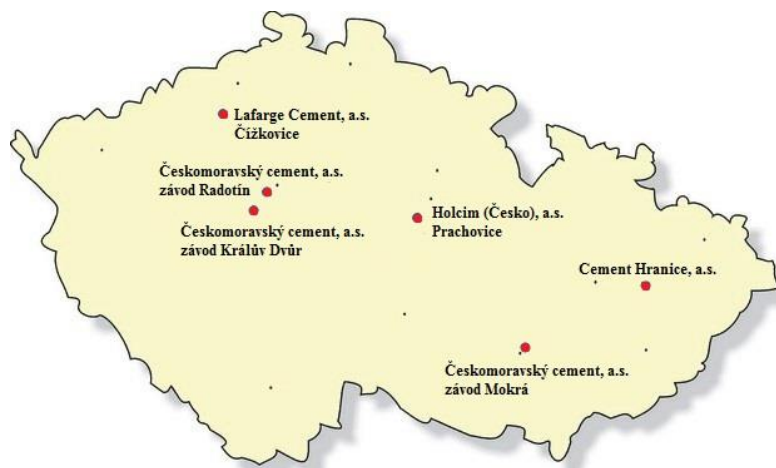 Lafarge Cement, a.s.
Čížkovice
Českomoravský cement, a.s.
závod Radotín
Českomoravský cement, a.s.
závod Králův Dvůr
Holcim (Česko), a.s.
Prachovice
Cement Hranice, a.s.
Českomoravský cement, a.s.
závod Mokrá